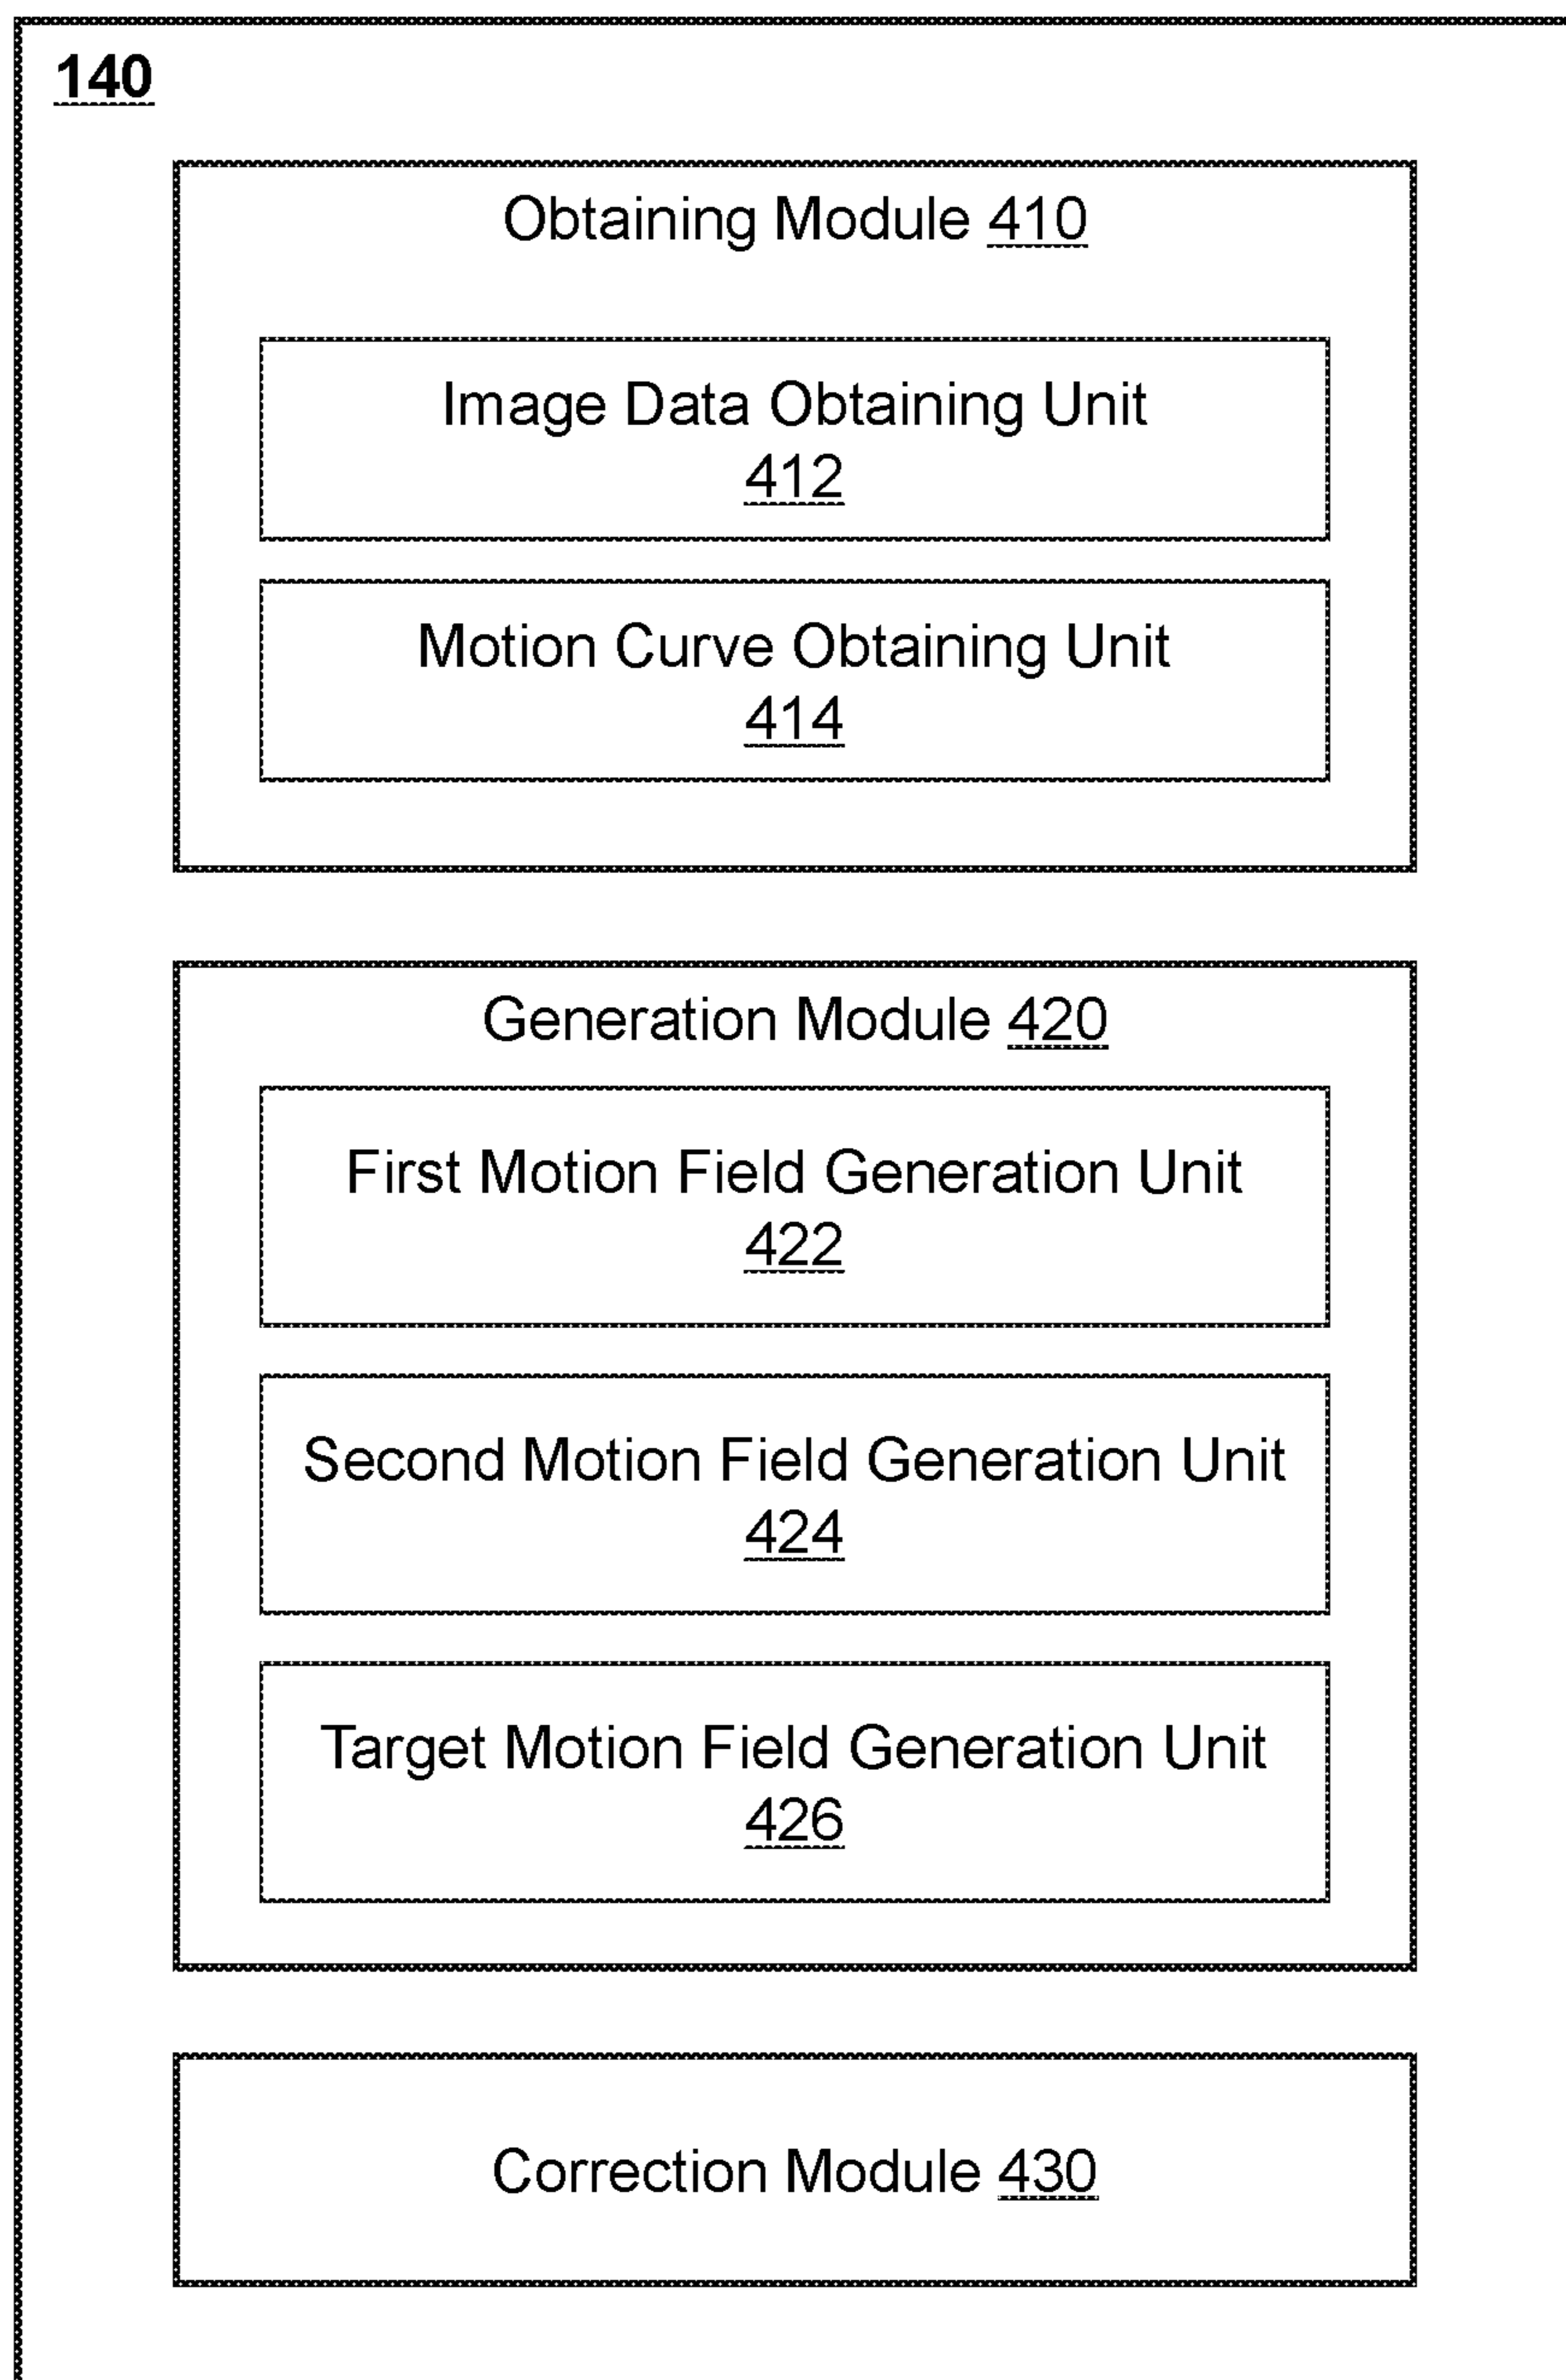 140
Obtaining Module 410
Image Data Obtaining Unit
412
Motion Curve Obtaining Unit
414
Generation Module 420
First Motion Field Generation Unit
422
Second Motion Field Generation Unit
424
Target Motion Field Generation Unit
426
Correction Module 430